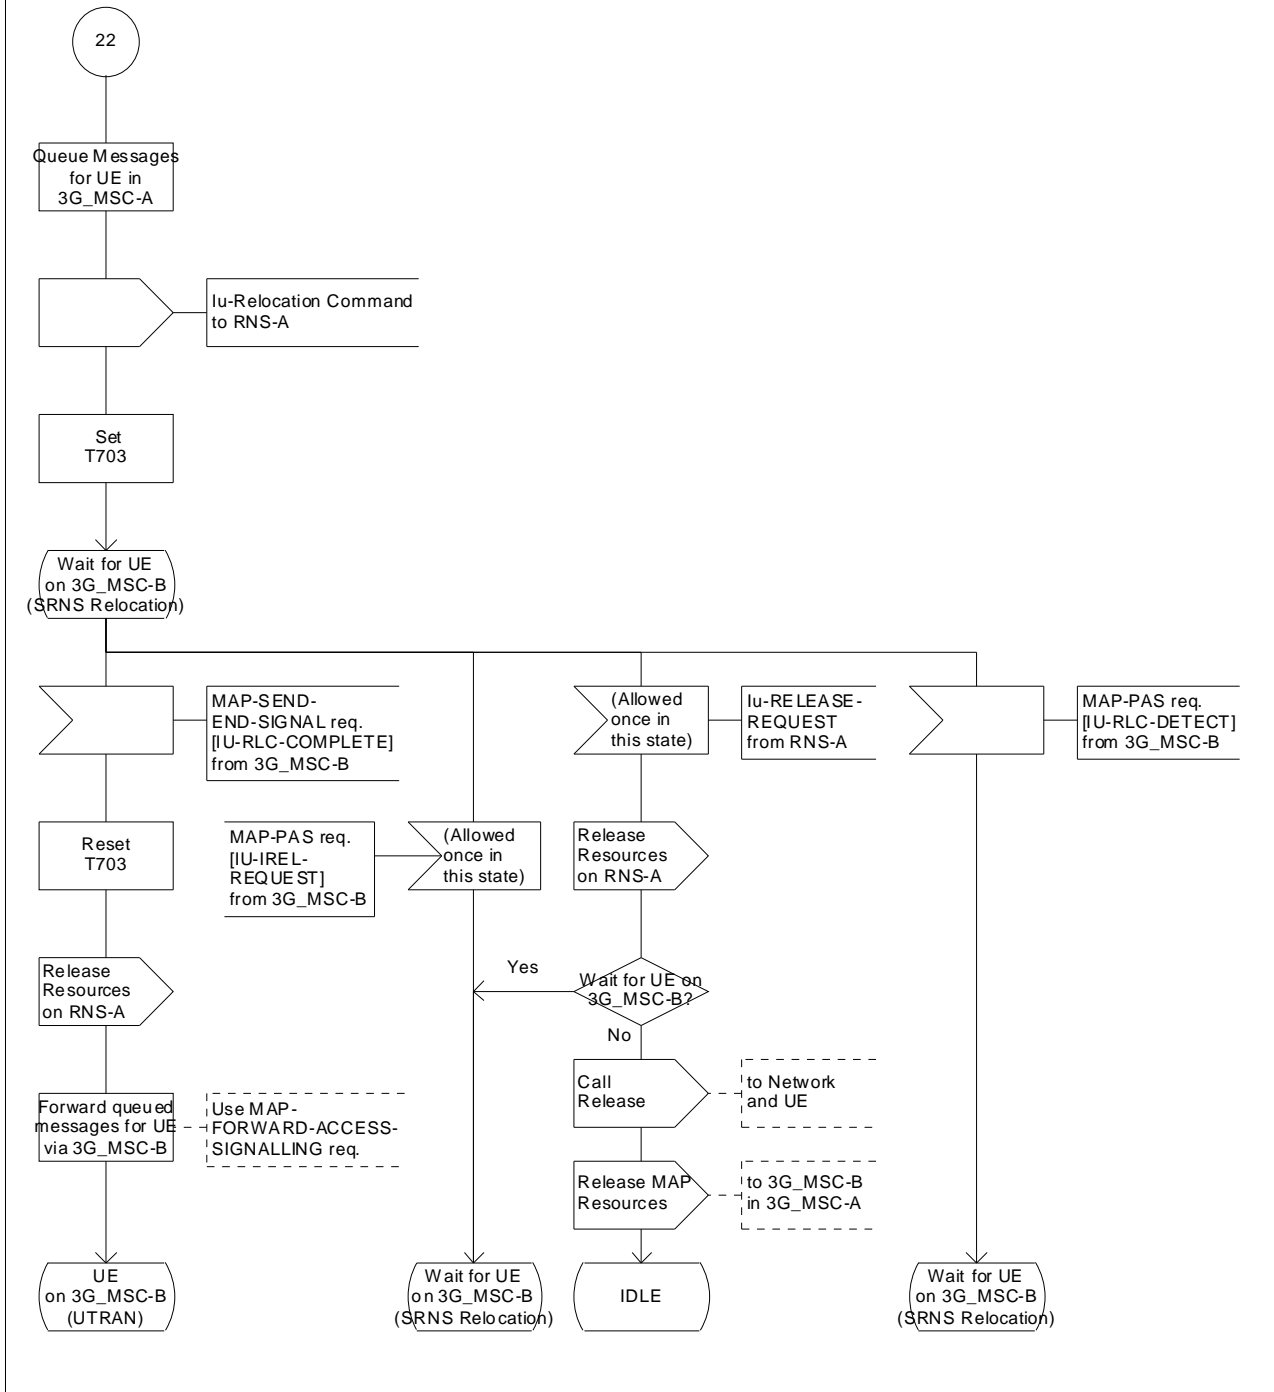 22
Queue Messages
for UE in
3G_MSC-A
Iu-Relocation Command
to RNS-A
Set
T703
Wait for UE
on 3G_MSC-B
(SRNS Relocation)
MAP-SEND-
END-SIGNAL req.
[IU-RLC-COMPLETE]
from 3G_MSC-B
(Allowed
once in
this state)
Iu-RELEASE-
REQUEST
from RNS-A
MAP-PAS req.
[IU-RLC-DETECT]
from 3G_MSC-B
Reset
T703
MAP-PAS req.
[IU-IREL-
REQUEST]
from 3G_MSC-B
(Allowed
once in
this state)
Release
Resources
on RNS-A
Release
Resources
on RNS-A
Yes
Wait for UE on
3G_MSC-B?
No
Call
Release
to Network
and UE
Forward queued
messages for UE
via 3G_MSC-B
Use MAP-
FORWARD-ACCESS-
SIGNALLING req.
Release MAP
Resources
to 3G_MSC-B
in 3G_MSC-A
UE
on 3G_MSC-B
(UTRAN)
Wait for UE
on 3G_MSC-B
(SRNS Relocation)
IDLE
Wait for UE
on 3G_MSC-B
(SRNS Relocation)